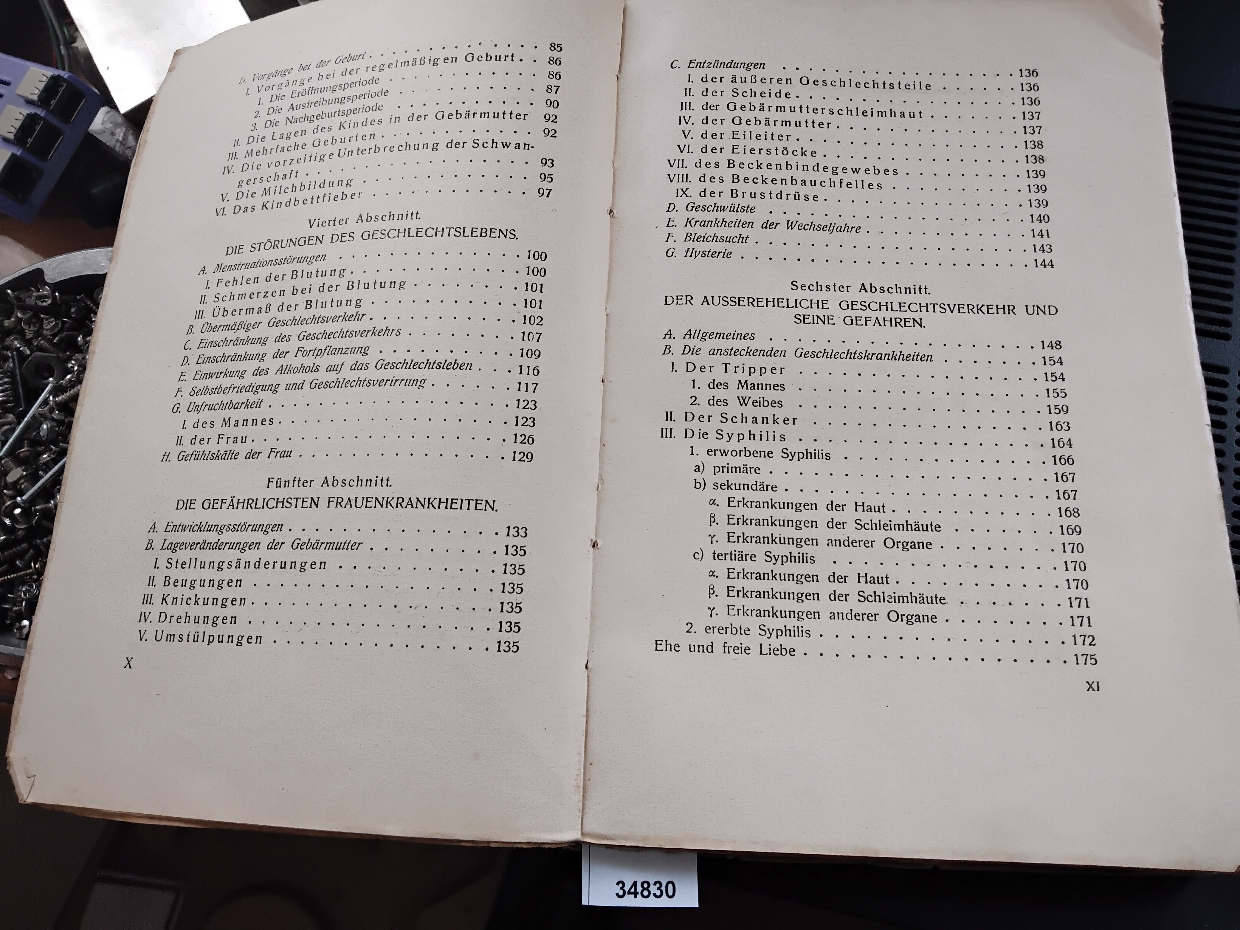 D. Vorgänge bei der Geburt . . . . . . . . . . . . . 85
I. Vorgänge bei der regelmäßigen Geburt . . 86
1. Die Eröffnungsperiode . . . . . . . . . . . 86
2. Die Austreibungsperiode . . . . . . . . . . 87
3. Die Nachgeburtsperiode . . . . . . . . . . 90
II. Die Lagen des Kindes in der Gebärmutter 92
III. Mehrfache Geburten . . . . . . . . . . . . 92
IV. Die vorzeitige Unterbrechung der Schwan-
gerschaft . . . . . . . . . . . . . . . . 93
V. Die Milchbildung . . . . . . . . . . . . . 95
VI. Das Kindbettfieber . . . . . . . . . . . . 97
Vierter Abschnitt.
DIE STÖRUNGEN DES GESCHLECHTSLEBENS.
A. Menstruationsstörungen . . . . . . . . . . . . 100
I. Fehlen der Blutung . . . . . . . . . . . . 100
II. Schmerzen bei der Blutung . . . . . . . . 101
III. Übermaß der Blutung . . . . . . . . . . . 101
B. Übermäßiger Geschlechtsverkehr . . . . . . . . . 102
C. Einschränkung des Geschechtsverkehrs . . . . . . 107
D. Einschränkung der Fortpflanzung . . . . . . . . 109
E. Einwirkung des Alkohols auf das Geschlechtsleben . . . 116
F. Selbstbefriedigung und Geschlechtsverirrung . . . . . 117
G. Unfruchtbarkeit . . . . . . . . . . . . . . . 123
I. des Mannes . . . . . . . . . . . . . . . 123
II. der Frau . . . . . . . . . . . . . . . . 126
H. Gefühlskälte der Frau . . . . . . . . . . . . 129
Fünfter Abschnitt.
DIE GEFÄHRLICHSTEN FRAUENKRANKHEITEN.
A. Entwicklungsstörungen . . . . . . . . . . . . . 133
B. Lageveränderungen der Gebärmutter . . . . . . . 135
I. Stellungsänderungen . . . . . . . . . . . 135
II. Beugungen . . . . . . . . . . . . . . . . 135
III. Knickungen . . . . . . . . . . . . . . . 135
IV. Drehungen . . . . . . . . . . . . . . . . 135
V. Umstülpungen . . . . . . . . . . . . . . . 135
X
C. Entzündungen . . . . . . . . . . . . . . . . 136
I. der äußeren Geschlechtsteile . . . . . . . 136
II. der Scheide . . . . . . . . . . . . . . . 136
III. der Gebärmutterschleimhaut . . . . . . . 137
IV. der Gebärmutter . . . . . . . . . . . . . 137
V. der Eileiter . . . . . . . . . . . . . . . 138
VI. der Eierstöcke . . . . . . . . . . . . . 138
VII. des Beckenbindegewebes . . . . . . . . . 139
VIII. des Beckenbauchfelles . . . . . . . . . 139
IX. der Brustdrüse . . . . . . . . . . . . . 139
D. Geschwülste . . . . . . . . . . . . . . . . . 140
E. Krankheiten der Wechseljahre . . . . . . . . . 141
F. Bleichsucht . . . . . . . . . . . . . . . . . 143
G. Hysterie . . . . . . . . . . . . . . . . . . 144
Sechster Abschnitt.
DER AUSSEREHELICHE GESCHLECHTSVERKEHR UND
SEINE GEFAHREN.
A. Allgemeines . . . . . . . . . . . . . . . . . 148
B. Die ansteckenden Geschlechtskrankheiten . . . . 154
I. Der Tripper . . . . . . . . . . . . . . . 154
1. des Mannes . . . . . . . . . . . . . . . 155
2. des Weibes . . . . . . . . . . . . . . . 159
II. Der Schanker . . . . . . . . . . . . . . 163
III. Die Syphilis . . . . . . . . . . . . . . 164
1. erworbene Syphilis . . . . . . . . . . . 166
a) primäre . . . . . . . . . . . . . . . . 167
b) sekundäre . . . . . . . . . . . . . . . 167
α. Erkrankungen der Haut . . . . . . . . . 168
β. Erkrankungen der Schleimhäute . . . . . 169
γ. Erkrankungen anderer Organe . . . . . . 170
c) tertiäre Syphilis . . . . . . . . . . . 170
α. Erkrankungen der Haut . . . . . . . . . 170
β. Erkrankungen der Schleimhäute . . . . . 171
γ. Erkrankungen anderer Organe . . . . . . 171
2. ererbte Syphilis . . . . . . . . . . . . 172
Ehe und freie Liebe . . . . . . . . . . . . . . . 175
XI
34830